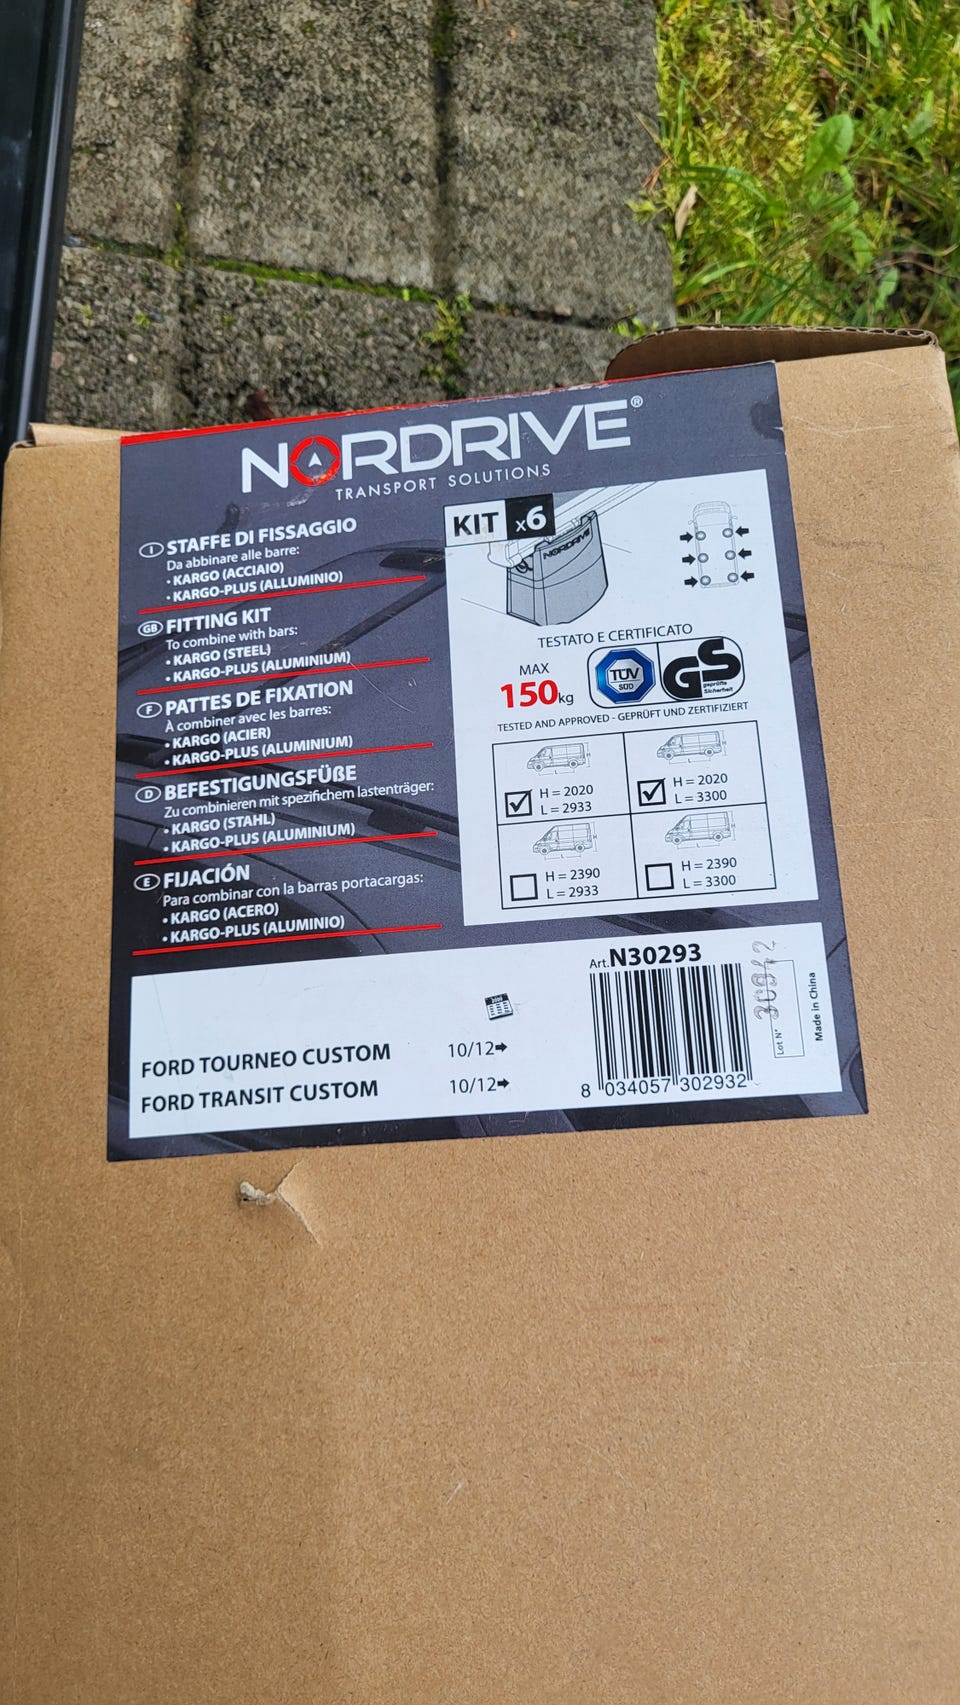 NORDRIVE®
TRANSPORT SOLUTIONS
I STAFFE DI FISSAGGIO
Da abbinare alle barre:
• KARGO (ACCIAIO)
• KARGO-PLUS (ALLUMINIO)
GB FITTING KIT
To combine with bars:
• KARGO (STEEL)
• KARGO-PLUS (ALUMINIUM)
F PATTES DE FIXATION
À combiner avec les barres:
• KARGO (ACIER)
• KARGO-PLUS (ALUMINIUM)
D BEFESTIGUNGSFÜßE
Zu combinieren mit spezifichem lastenträger:
• KARGO (STAHL)
• KARGO-PLUS (ALUMINIUM)
E FIJACIÓN
Para combinar con la barras portacargas:
• KARGO (ACERO)
• KARGO-PLUS (ALUMINIO)
KIT x6
NORDRIVE
TESTATO E CERTIFICATO
MAX
150kg
TÜV
SÜD
GS
geprüfte
Sicherheit
TESTED AND APPROVED - GEPRÜFT UND ZERTIFIZIERT
H = 2020
L = 2933
H = 2020
L = 3300
H = 2390
L = 2933
H = 2390
L = 3300
FORD TOURNEO CUSTOM 10/12
FORD TRANSIT CUSTOM 10/12
Art. N30293
8 034057 302932
Lot N°
Made in China